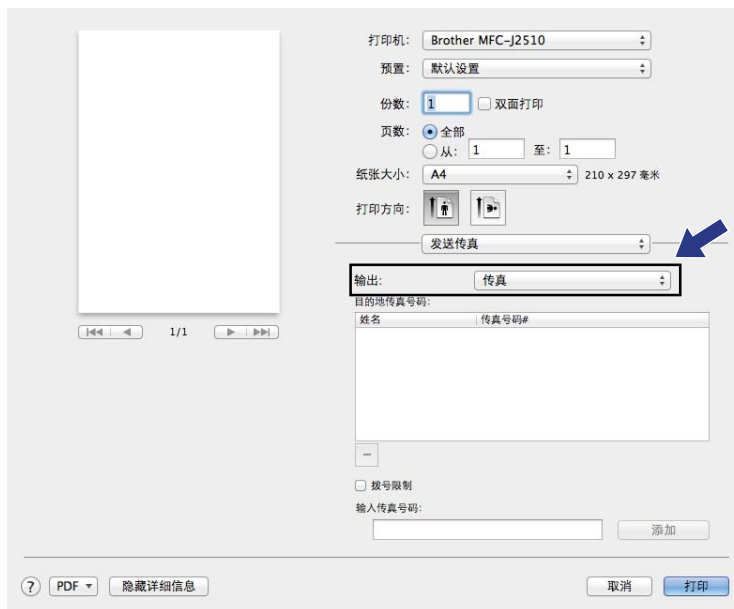 打印机: Brother MFC-J2510
预置: 默认设置
份数: 1 双面打印
页数: 全部
从: 1 至: 1
纸张大小: A4 210 x 297 毫米
打印方向:
发送传真
输出: 传真
目的地传真号码:
姓名 传真号码#
1/1
拨号限制
输入传真号码:
添加
? PDF 隐藏详细信息 取消 打印